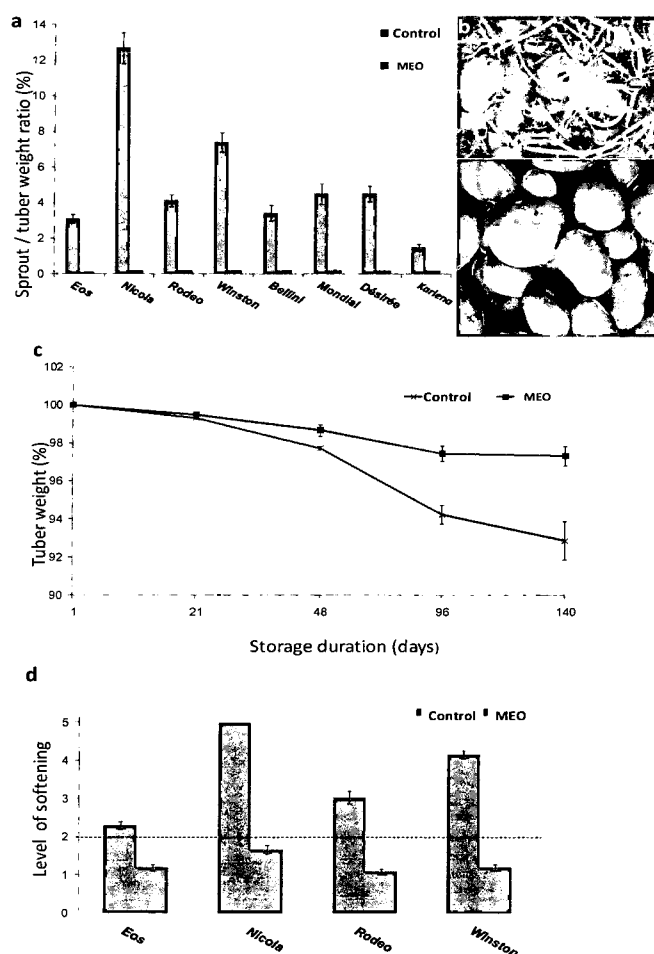 a
b
14
12
10
8
6
4
2
0
Sprout / tuber weight ratio (%)
Control
MEO
Eos
Nicola
Rodeo
Winston
Bellini
Mondial
Désirée
Karlena
c
102
100
98
96
94
92
90
Tuber weight (%)
Control MEO
1 21 48 96 140
Storage duration (days)
d
5
4
3
2
1
0
Level of softening
Control MEO
Eos
Nicola
Rodeo
Winston